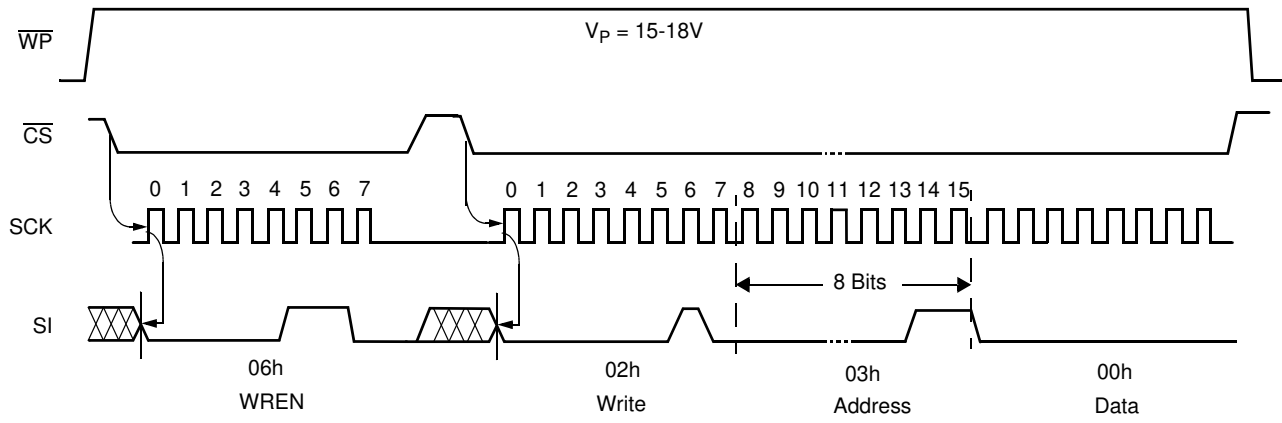 WP
V_P = 15-18V
CS
0 1 2 3 4 5 6 7
0 1 2 3 4 5 6 7 8 9 10 11 12 13 14 15
SCK
8 Bits
SI
06h
02h
03h
00h
WREN
Write
Address
Data